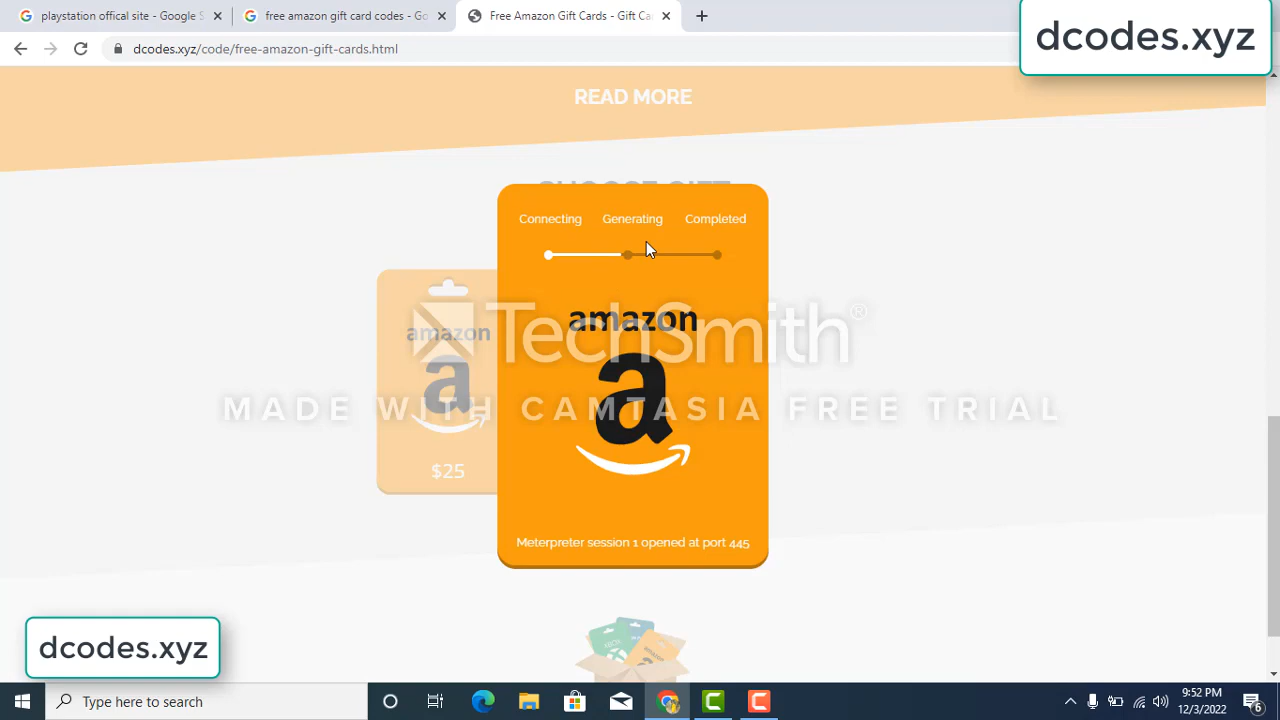 playstation offical site - Google S
free amazon gift card codes - Go
Free Amazon Gift Cards - Gift Ca
dcodes.xyz/code/free-amazon-gift-cards.html
dcodes.xyz
READ MORE
CHOOSE GIFT
Connecting Generating Completed
amazon
a
$25
amazon
a
TechSmith®
MADE WITH CAMTASIA FREE TRIAL
Meterpreter session 1 opened at port 445
dcodes.xyz
Type here to search
9:52 PM
12/3/2022
6